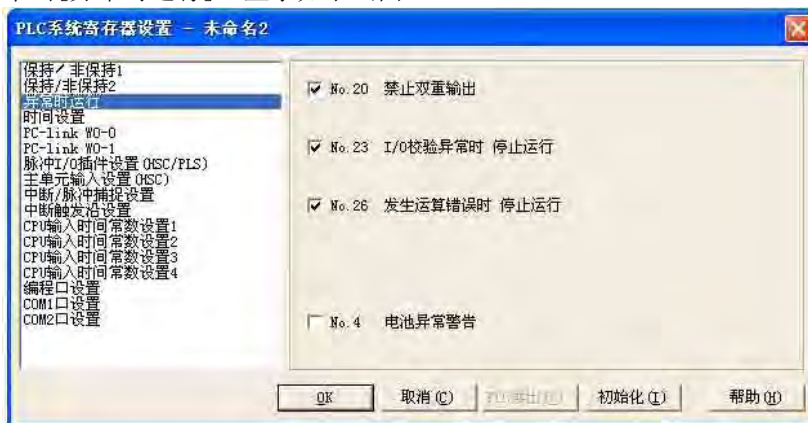 PLC系统寄存器设置 - 未命名2
保持/非保持1
保持/非保持2
异常时运行
时间设置
PC-link W0-0
PC-link W0-1
脉冲I/O插件设置(HSC/PLS)
主单元输入设置(HSC)
中断/脉冲捕捉设置
中断触发沿设置
CPU输入时间常数设置1
CPU输入时间常数设置2
CPU输入时间常数设置3
CPU输入时间常数设置4
编程口设置
COM1口设置
COM2口设置
No.20 禁止双重输出
No.23 I/O校验异常时 停止运行
No.26 发生运算错误时 停止运行
No.4 电池异常警告
OK
取消(C)
初始化(I)
帮助(H)